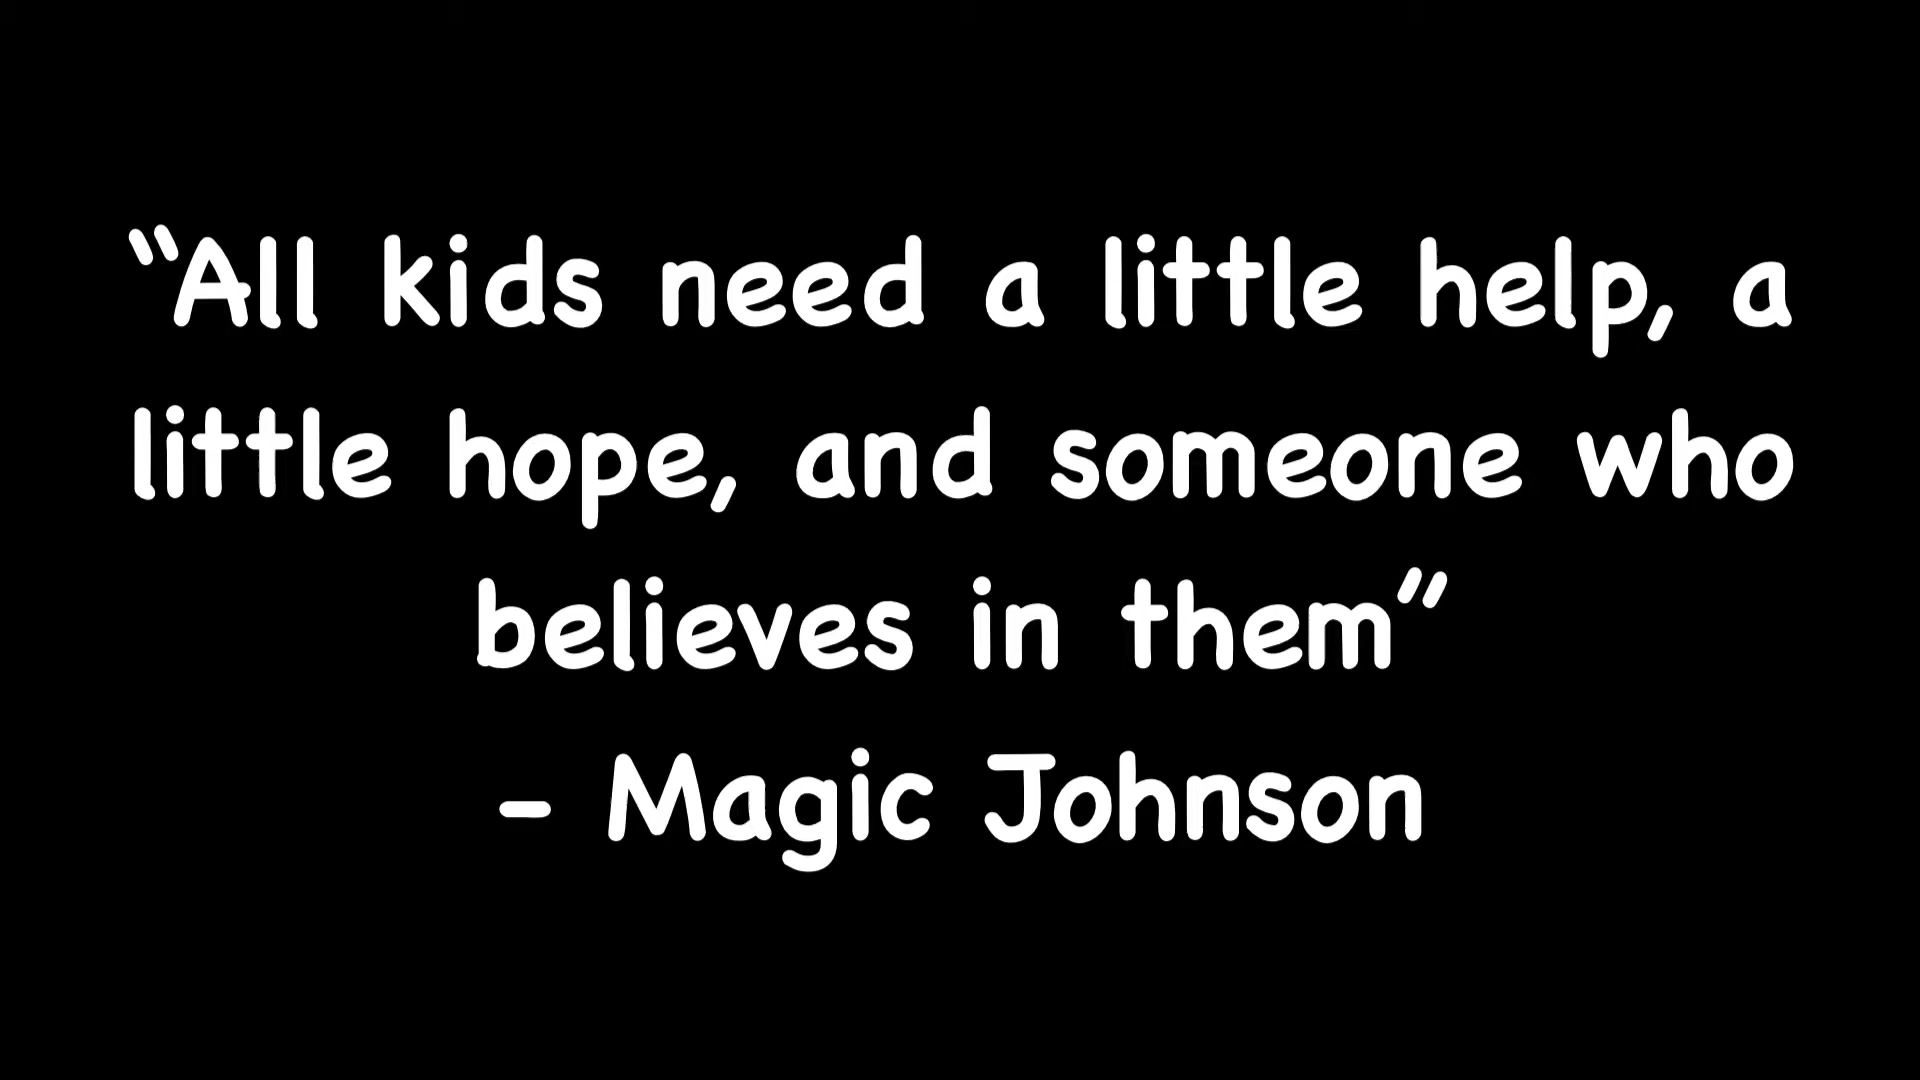 “All kids need a little help, a
little hope, and someone who
believes in them”
- Magic Johnson